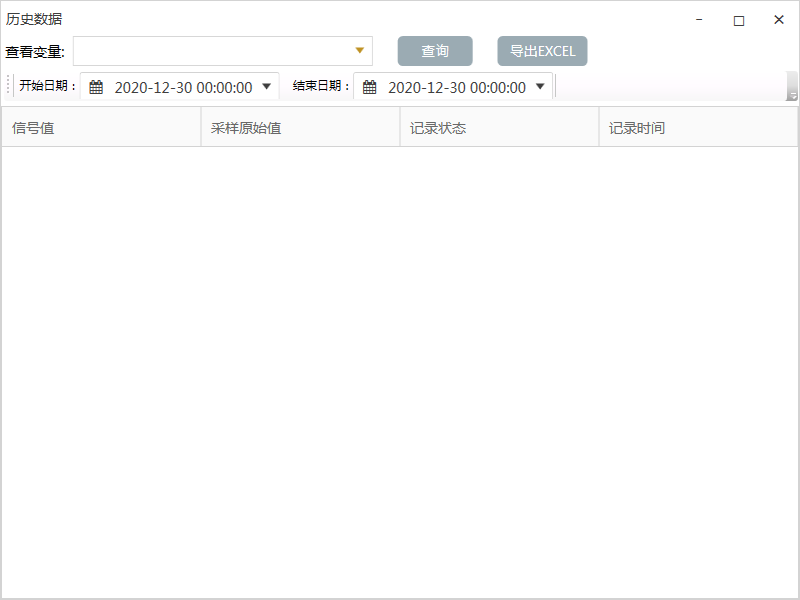 历史数据
查看变量: 查询 导出EXCEL
开始日期： 2020-12-30 00:00:00 结束日期： 2020-12-30 00:00:00
信号值 采样原始值 记录状态 记录时间